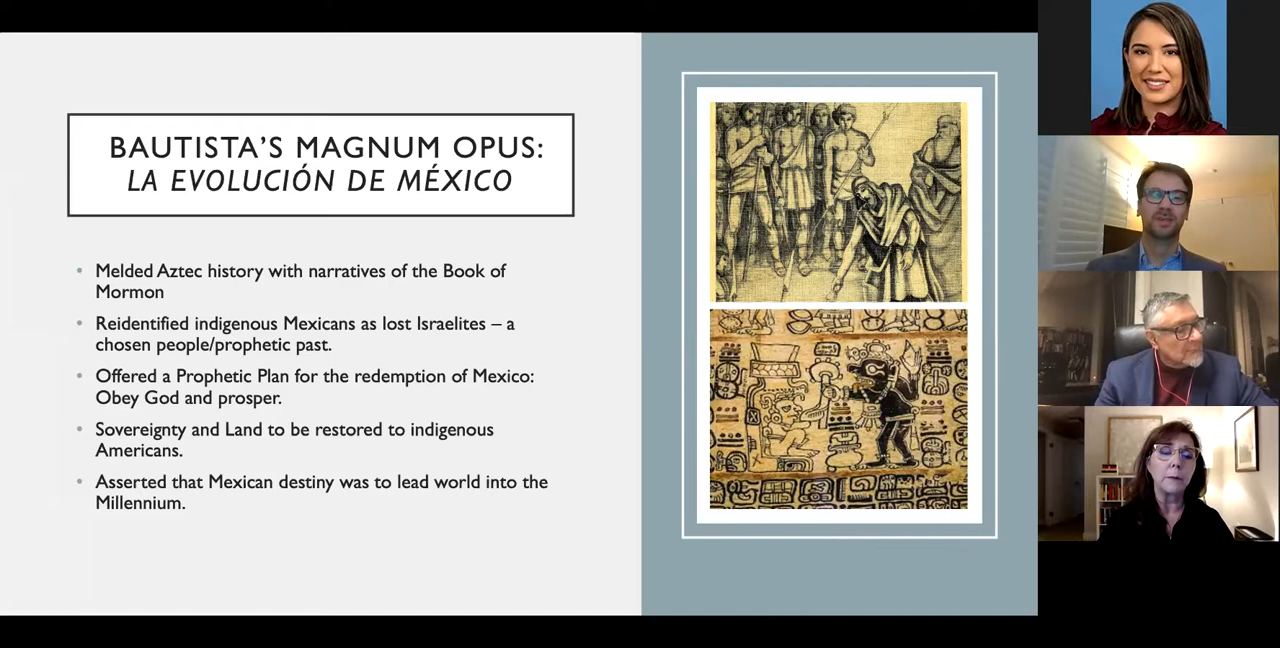 BAUTISTA’S MAGNUM OPUS:
LA EVOLUCIÓN DE MÉXICO
• Melded Aztec history with narratives of the Book of
Mormon
• Reidentified indigenous Mexicans as lost Israelites – a
chosen people/prophetic past.
• Offered a Prophetic Plan for the redemption of Mexico:
Obey God and prosper.
• Sovereignty and Land to be restored to indigenous
Americans.
• Asserted that Mexican destiny was to lead world into the
Millennium.